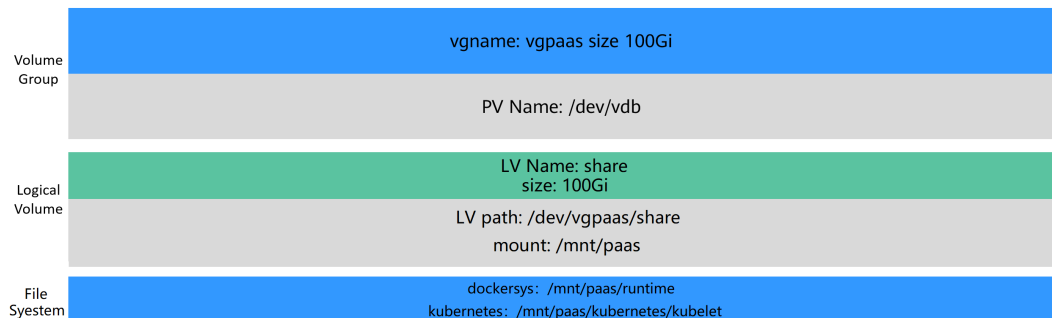 Volume
Group
vgname: vgpaas size 100Gi
PV Name: /dev/vdb
Logical
Volume
LV Name: share
size: 100Gi
LV path: /dev/vgpaas/share
mount: /mnt/paas
File
Syestem
dockersys: /mnt/paas/runtime
kubernetes: /mnt/paas/kubernetes/kubelet